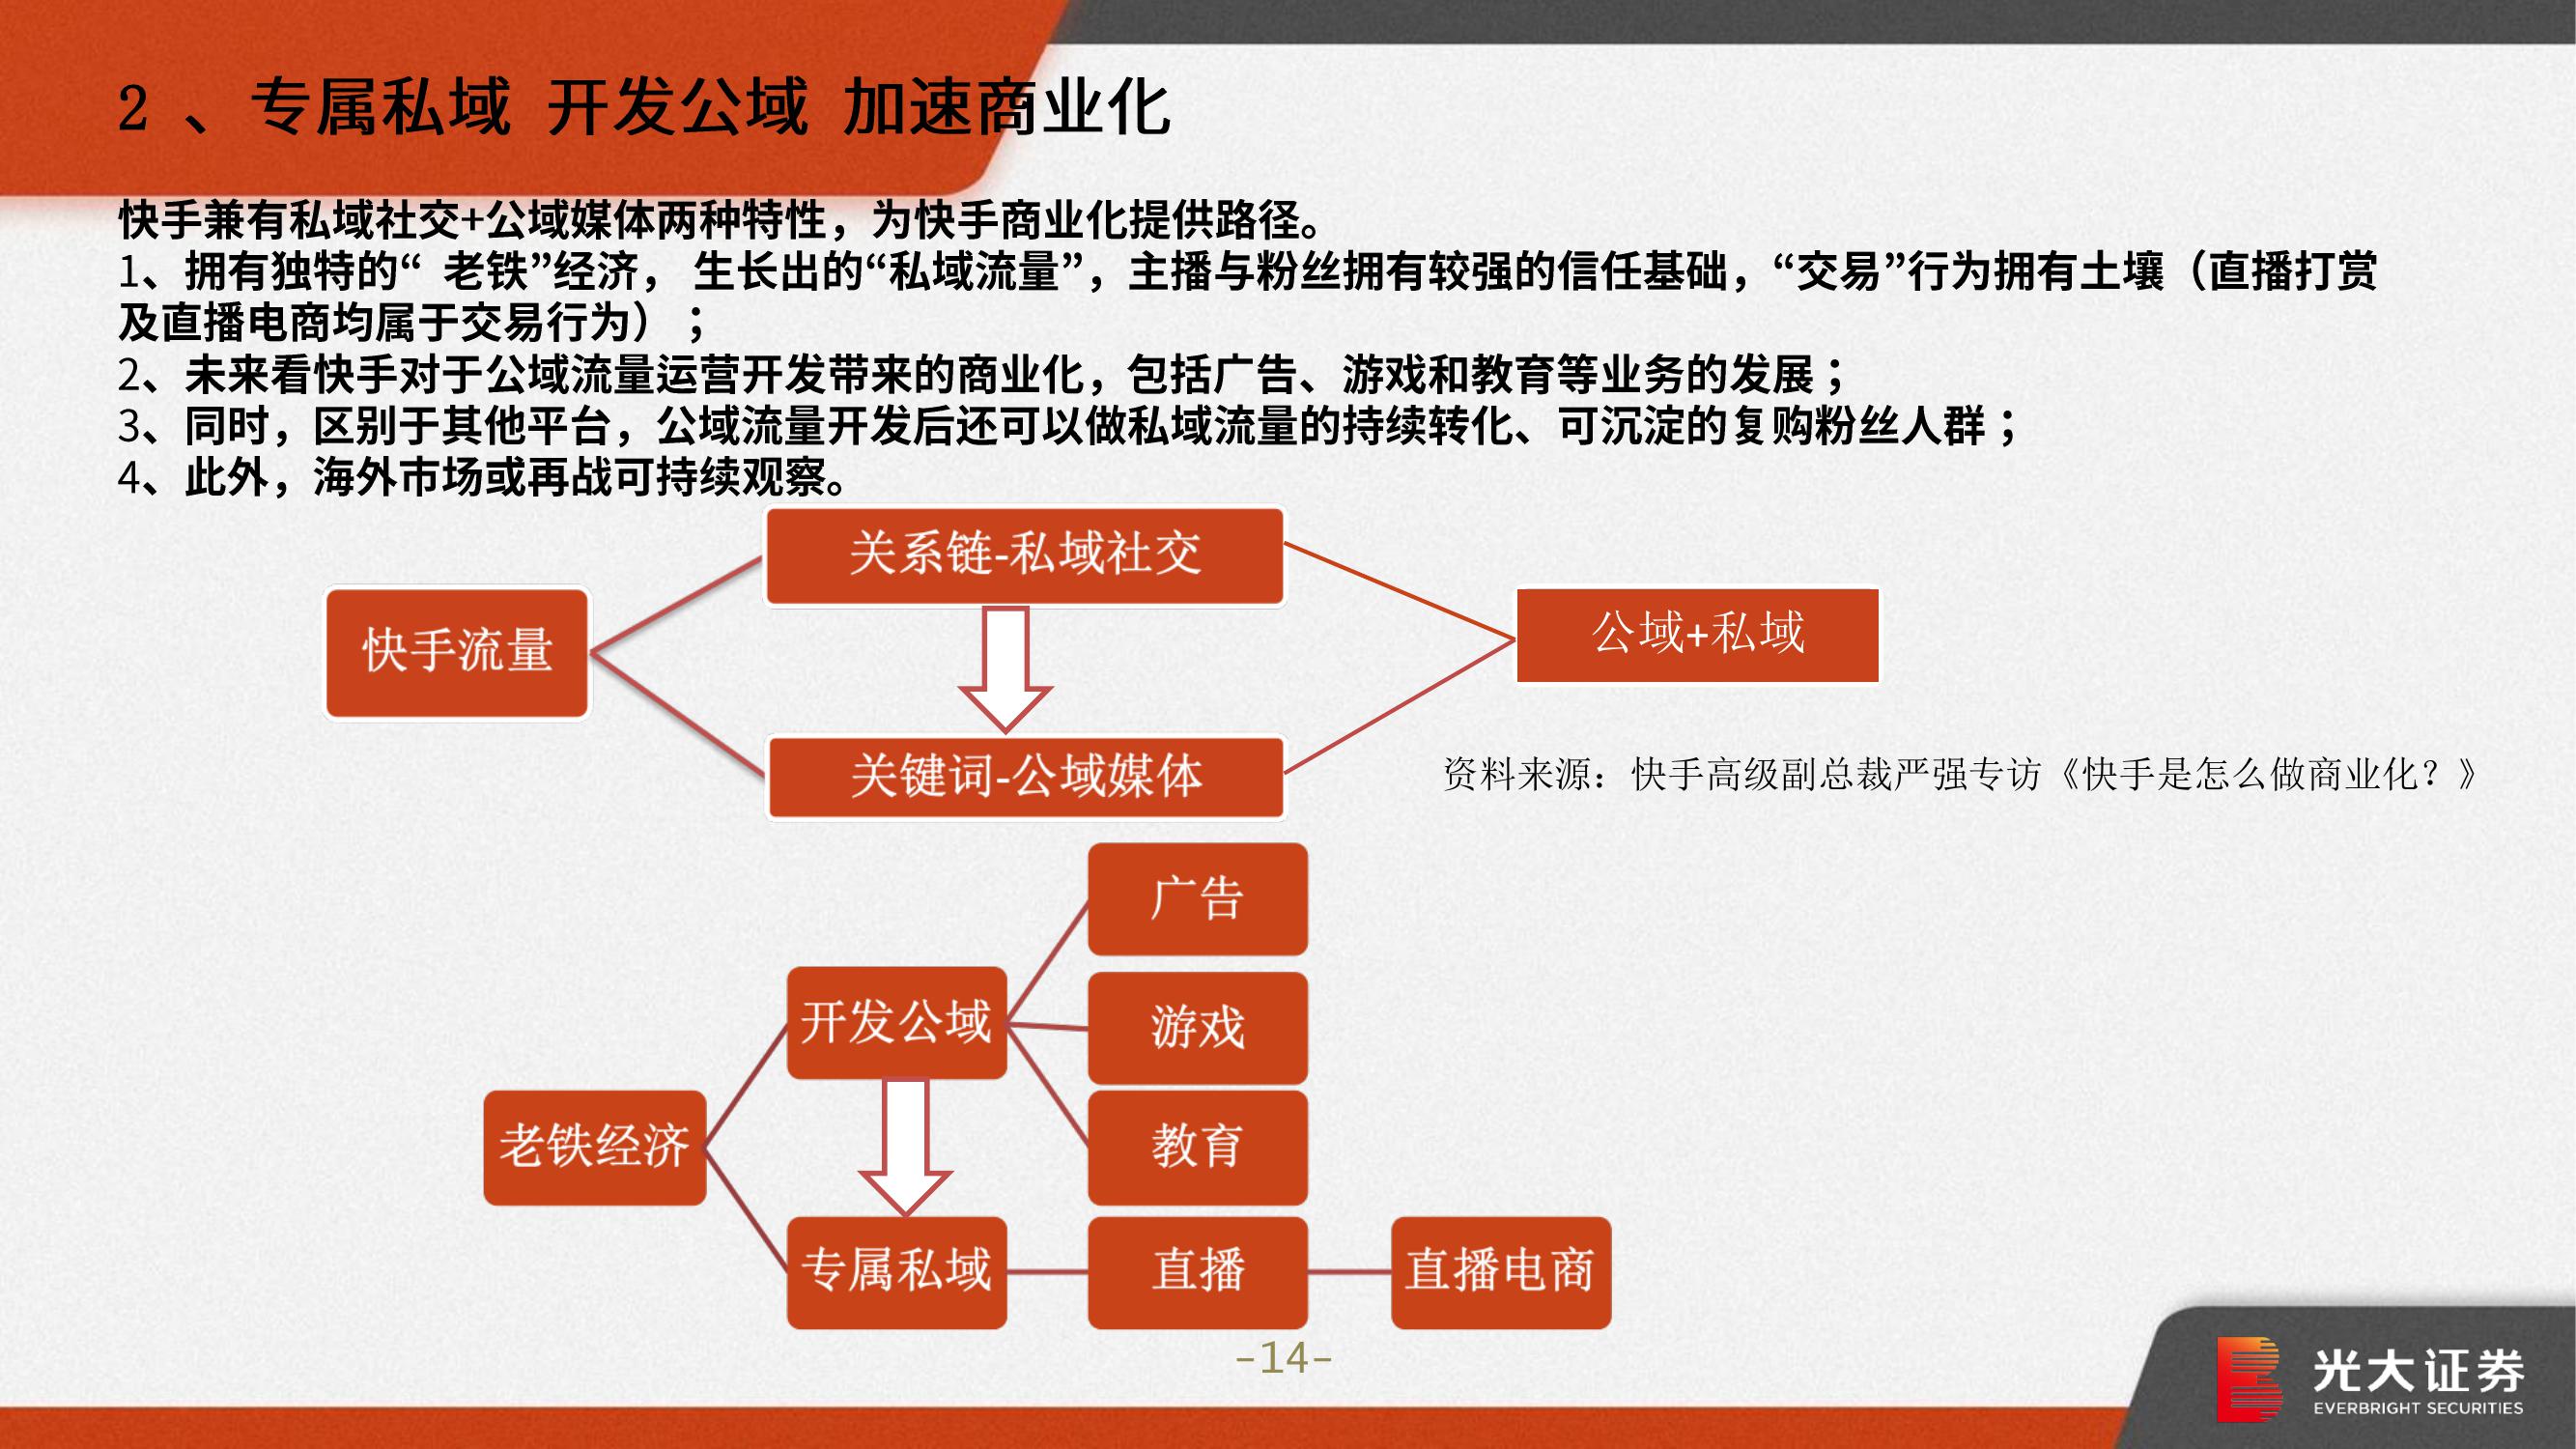 2 、专属私域 开发公域 加速商业化
快手兼有私域社交+公域媒体两种特性，为快手商业化提供路径。
1、拥有独特的“ 老铁”经济， 生长出的“私域流量”，主播与粉丝拥有较强的信任基础，“交易”行为拥有土壤（直播打赏
及直播电商均属于交易行为） ；
2、未来看快手对于公域流量运营开发带来的商业化，包括广告、游戏和教育等业务的发展；
3、同时，区别于其他平台，公域流量开发后还可以做私域流量的持续转化、可沉淀的复购粉丝人群；
4、此外，海外市场或再战可持续观察。
关系链-私域社交
快手流量
公域+私域
关键词-公域媒体
资料来源：快手高级副总裁严强专访《快手是怎么做商业化？》
广告
开发公域
游戏
老铁经济
教育
专属私域
直播
直播电商
-14-
光大证券
EVERBRIGHT SECURITIES